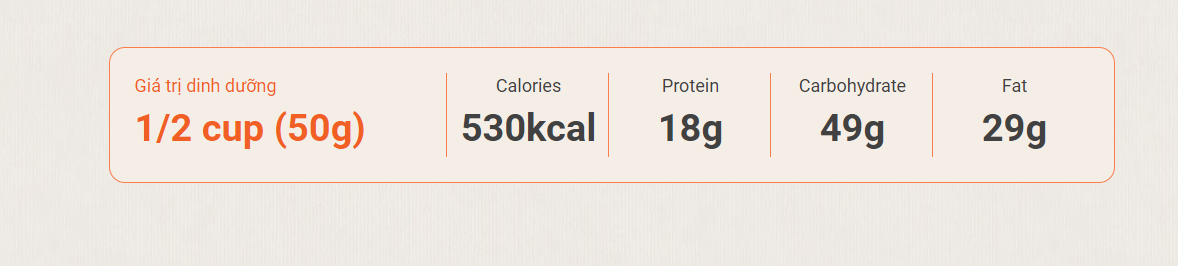 Giá trị dinh dưỡng
1/2 cup (50g)
Calories
530kcal
Protein
18g
Carbohydrate
49g
Fat
29g